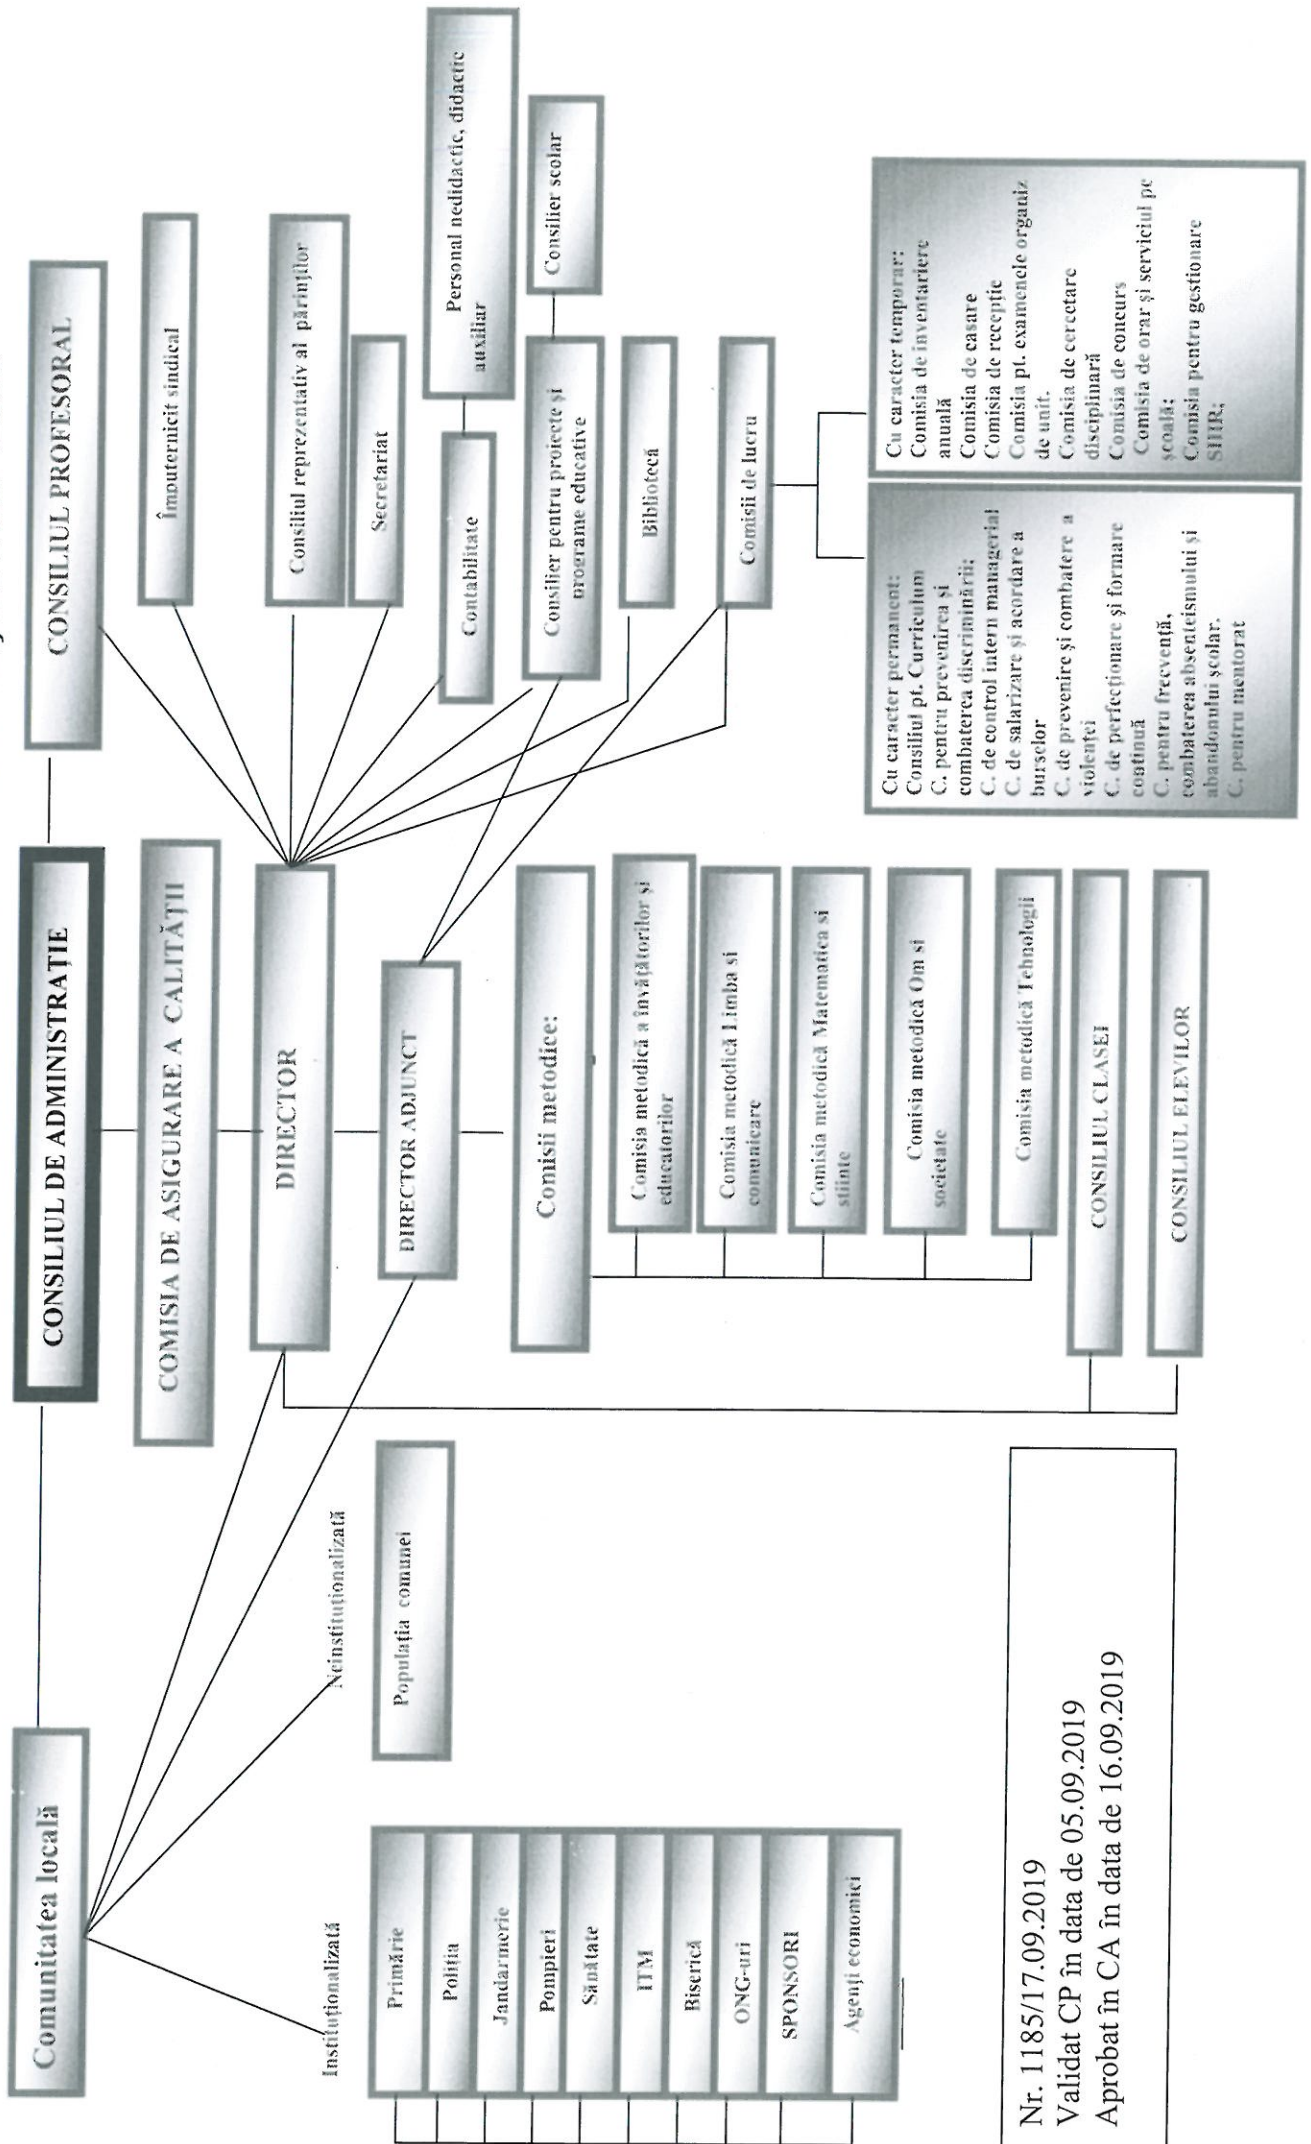 Comunitatea locală
CONSILIUL DE ADMINISTRAȚIE
CONSILIUL PROFESORAL
COMISIA DE ASIGURARE A CALITĂȚII
Împuternicit sindical
DIRECTOR
Consiliul reprezentativ al părinților
Secretariat
Instituționalizată
Neinstituționalizată
Populația comunei
DIRECTOR ADJUNCT
Contabilitate
Personal nedidactic, didactic
auxiliar
Primărie
Poliția
Jandarmerie
Pompieri
Sănătate
ITM
Biserică
ONG-uri
SPONSORI
Agenți economici
Comisii metodice:
Comisia metodică a învățătorilor și
educatorilor
Comisia metodică Limba si
comunicare
Comisia metodică Matematica si
stiinte
Comisia metodică Om si
societate
Comisia metodică Tehnologii
CONSILIUL CLASEI
CONSILIUL ELEVILOR
Consilier pentru proiecte și
programe educative
Consilier scolar
Bibliotecă
Comisii de lucru
Cu caracter permanent:
Consiliul pt. Curriculum
C. pentru prevenirea și
combaterea discriminării;
C. de control intern managerial
C. de salarizare și acordare a
burselor
C. de prevenire și combatere a
violenței
C. de perfecționare și formare
continuă
C. pentru frecvență,
combaterea absenteismului și
abandonului școlar.
C. pentru mentorat
Cu caracter temporar:
Comisia de inventariere
anuală
Comisia de casare
Comisia de recepție
Comisia pt. examenele organiz
de unit.
Comisia de cercetare
disciplinară
Comisia de concurs
Comisia de orar și serviciul pe
școală;
Comisia pentru gestionare
SIIIR;
Nr. 1185/17.09.2019
Validat CP în data de 05.09.2019
Aprobat în CA în data de 16.09.2019